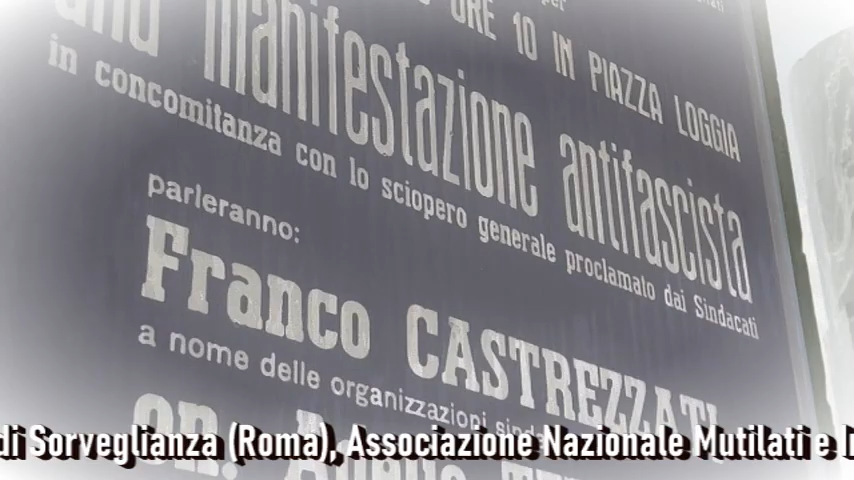 ORE 10 IN PIAZZA LOGGIA
manifestazione antifascista
in concomitanza con lo sciopero generale proclamato dai Sindacati
parleranno:
Franco CASTREZZATI
a nome delle organizzazioni
ON.
di Sorveglianza (Roma), Associazione Nazionale Mutilati e